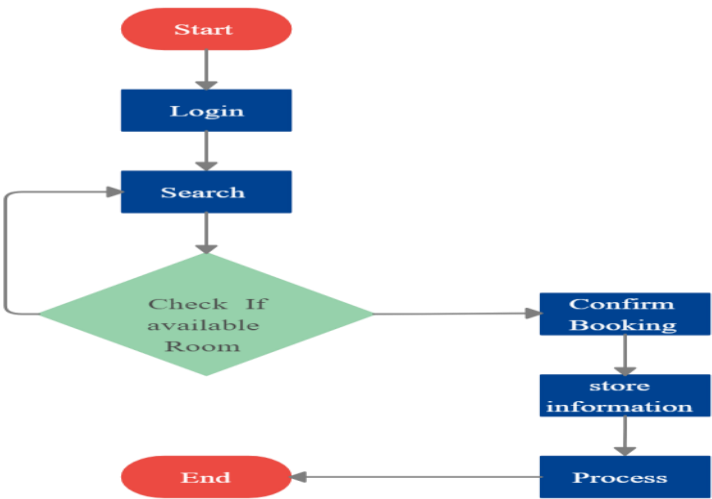 Start
Login
Search
Check If
available
Room
Confirm
Booking
store
information
Process
End